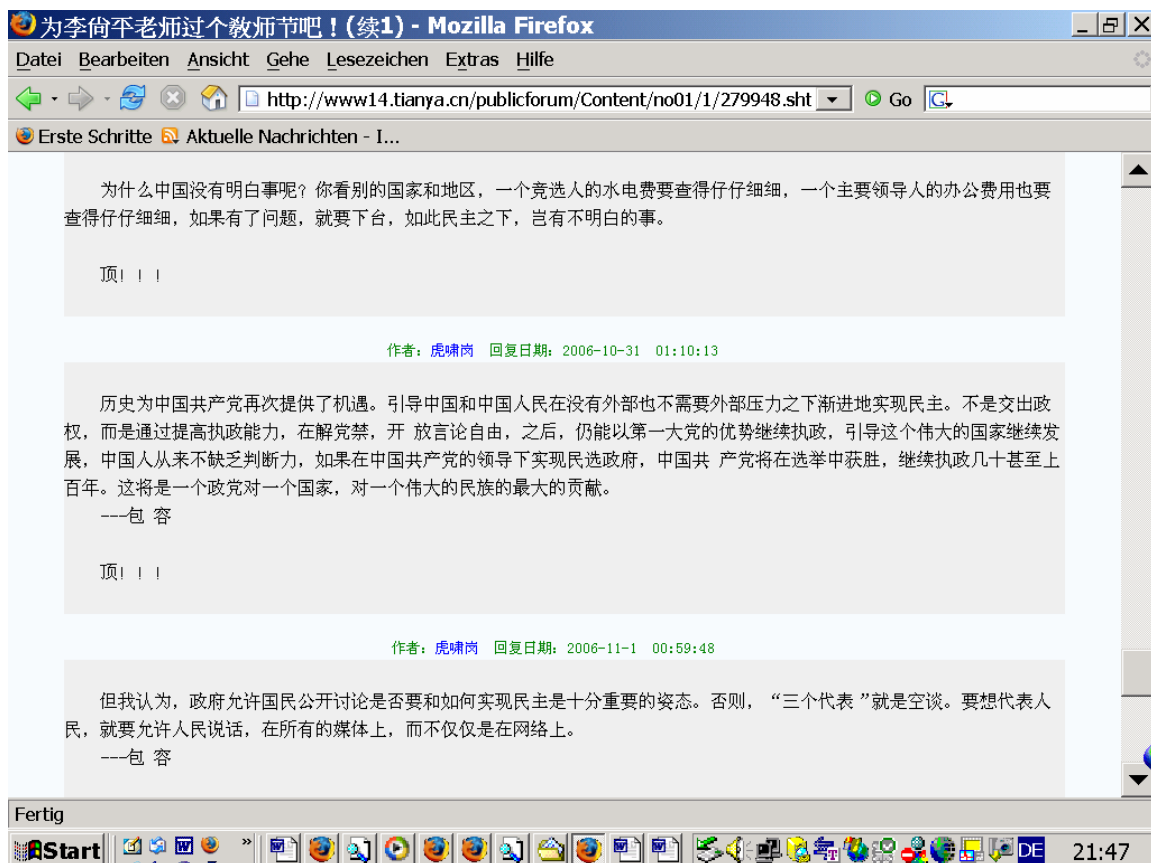 为李尚平老师过个教师节吧！(续1) - Mozilla Firefox
Datei Bearbeiten Ansicht Gehe Lesezeichen Extras Hilfe
http://www14.tianya.cn/publicforum/Content/no01/1/279948.sht Go
Erste Schritte Aktuelle Nachrichten - I...
为什么中国没有明白事呢？你看别的国家和地区，一个竞选人的水电费要查得仔仔细细，一个主要领导人的办公费用也要
查得仔仔细细，如果有了问题，就要下台，如此民主之下，岂有不明白的事。
顶！！！
作者：虎啸岗 回复日期：2006-10-31 01:10:13
历史为中国共产党再次提供了机遇。引导中国和中国人民在没有外部也不需要外部压力之下渐进地实现民主。不是交出政
权，而是通过提高执政能力，在解党禁，开 放言论自由，之后，仍能以第一大党的优势继续执政，引导这个伟大的国家继续发
展，中国人从来不缺乏判断力，如果在中国共产党的领导下实现民选政府，中国共 产党将在选举中获胜，继续执政几十甚至上
百年。这将是一个政党对一个国家，对一个伟大的民族的最大的贡献。
---包 容
顶！！！
作者：虎啸岗 回复日期：2006-11-1 00:59:48
但我认为，政府允许国民公开讨论是否要和如何实现民主是十分重要的姿态。否则，“三个代表”就是空谈。要想代表人
民，就要允许人民说话，在所有的媒体上，而不仅仅是在网络上。
---包 容
Fertig
Start » DE 21:47